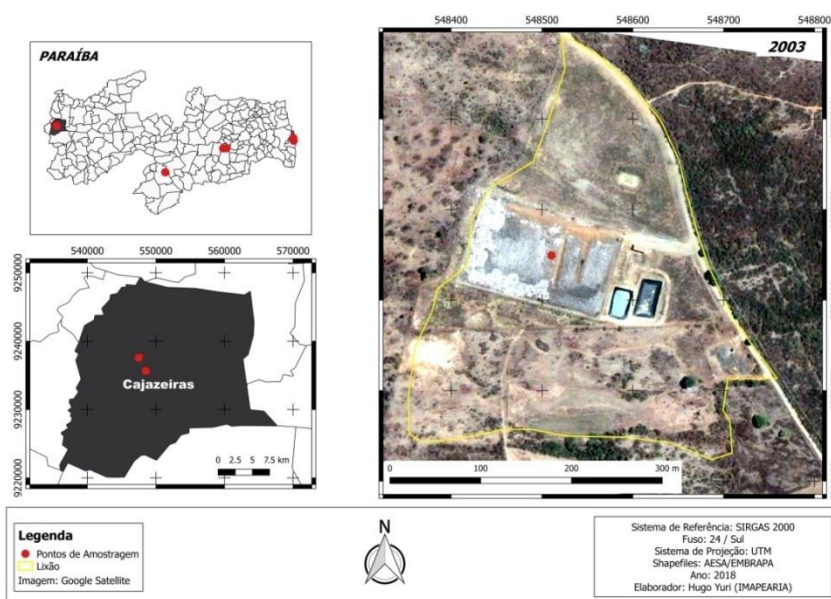 PARAÍBA
548400 548500 548600 548700 548800
2003
540000 550000 560000 570000
9250000
9240000
9230000
9220000
Cajazeiras
0 2.5 5 7.5 km
0 100 200 300 m
Legenda
Pontos de Amostragem
Lixão
Imagem: Google Satellite
N
Sistema de Referência: SIRGAS 2000
Fuso: 24 / Sul
Sistema de Projeção: UTM
Shapefiles: AESA/EMBRAPA
Ano: 2018
Elaborador: Hugo Yuri (IMAPEARIA)